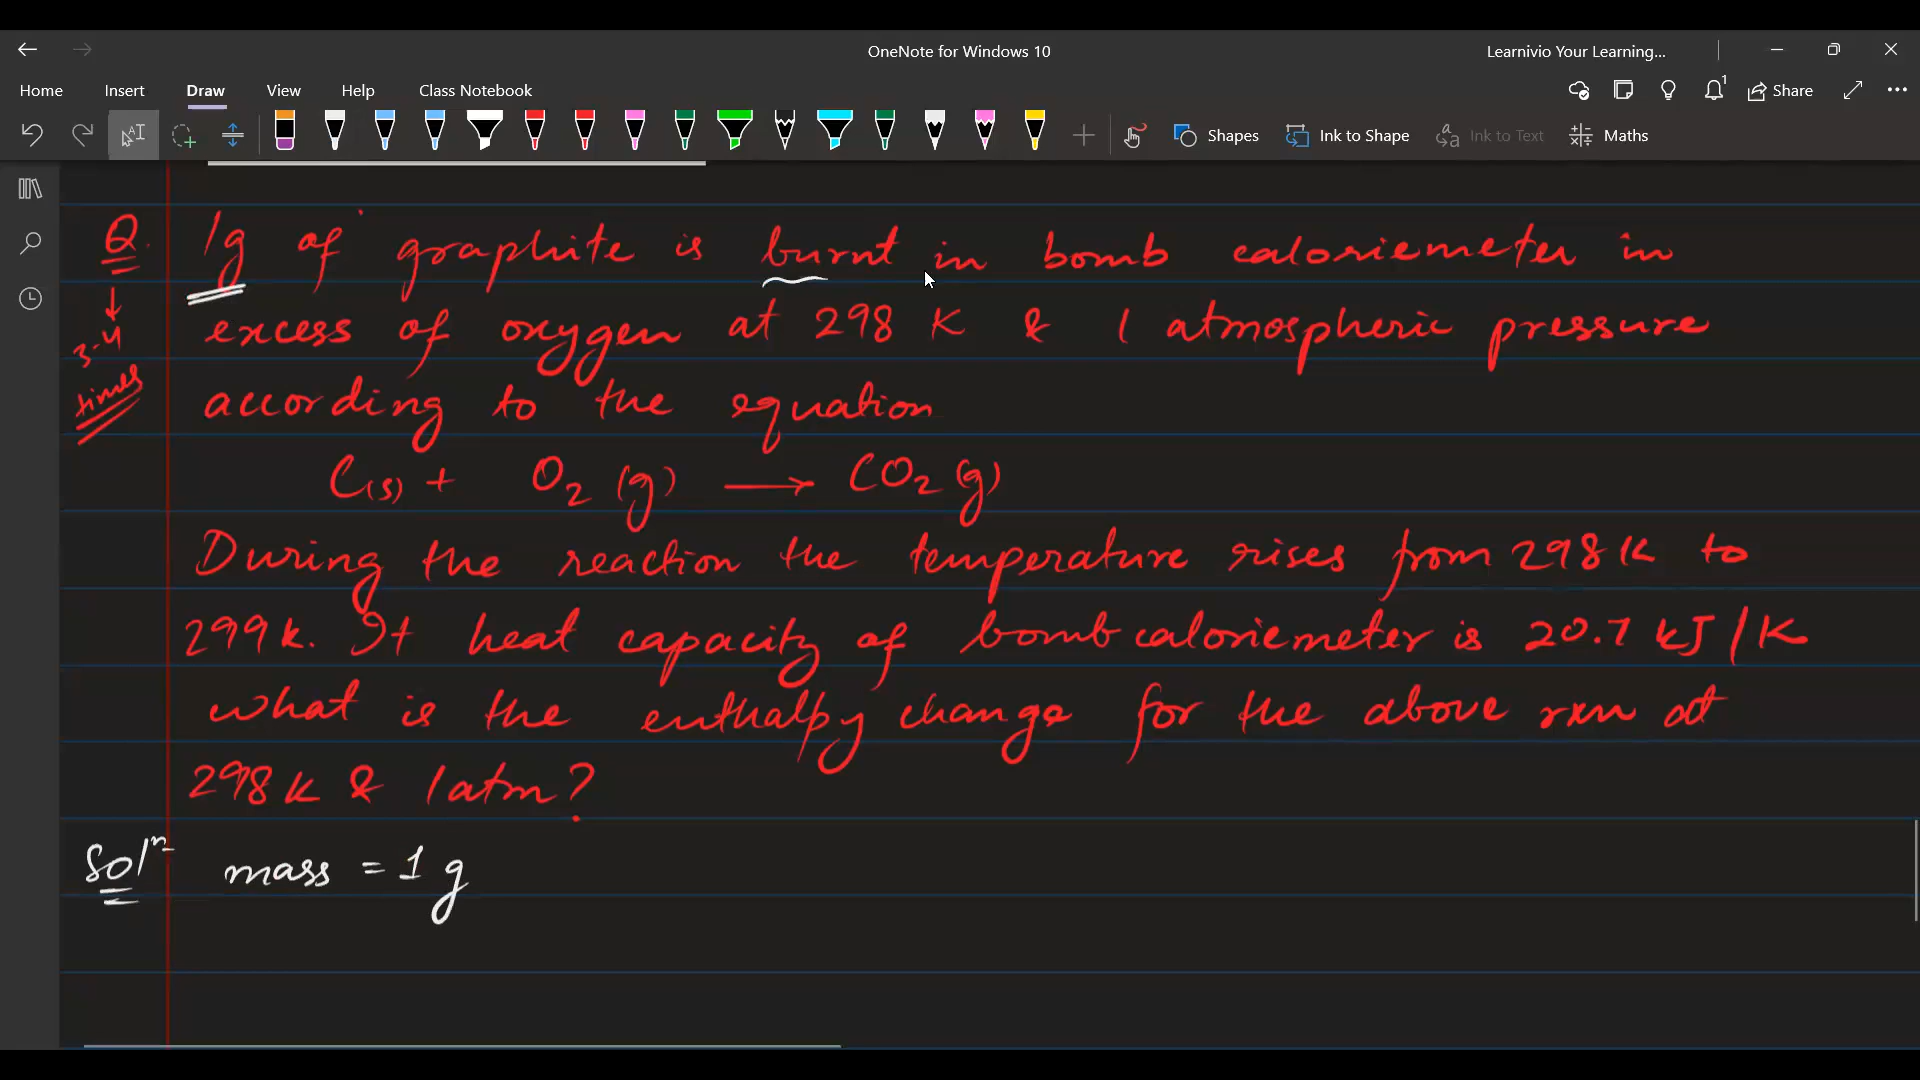 OneNote for Windows 10
Learnivio Your Learning...
Home Insert Draw View Help Class Notebook
1 Share
Shapes Ink to Shape Ink to Text Maths
Q. 1g of graphite is burnt in bomb caloriemeter in
excess of oxygen at 298 K & 1 atmospheric pressure
3-4 times
according to the equation
C(s) + O2 (g) → CO2 (g)
During the reaction the temperature rises from 298 K to
299 K. It heat capacity of bomb caloriemeter is 20.7 kJ/K
what is the enthalpy change for the above rxn at
298 K & 1 atm?
Solⁿ mass = 1 g